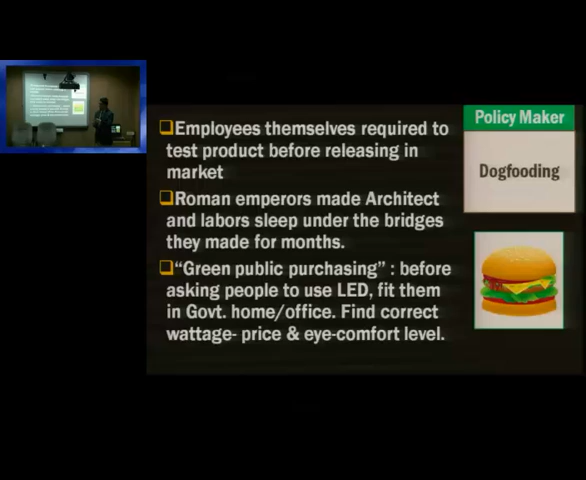 ❑Employees themselves required to
test product before releasing in
market
❑Roman emperors made Architect
and labors sleep under the bridges
they made for months.
❑“Green public purchasing” : before
asking people to use LED, fit them
in Govt. home/office. Find correct
wattage- price & eye-comfort level.
Policy Maker
Dogfooding